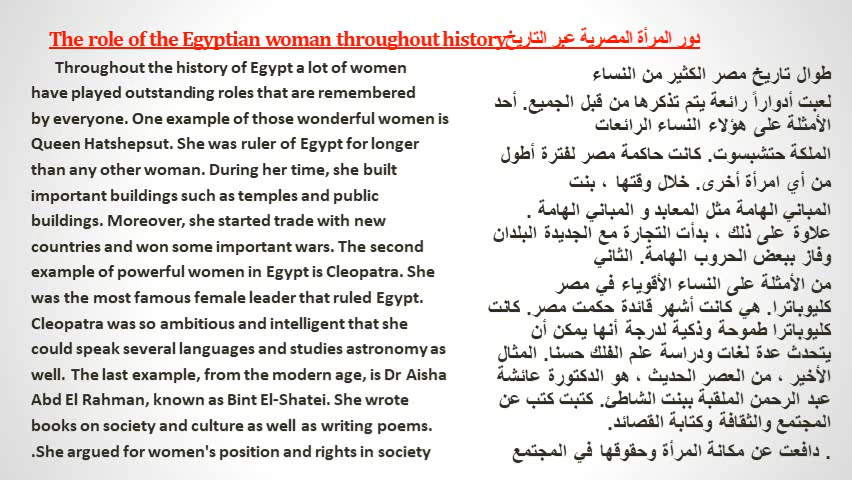 The role of the Egyptian woman throughout history دور المرأة المصرية عبر التاريخ
Throughout the history of Egypt a lot of women
have played outstanding roles that are remembered
by everyone. One example of those wonderful women is
Queen Hatshepsut. She was ruler of Egypt for longer
than any other woman. During her time, she built
important buildings such as temples and public
buildings. Moreover, she started trade with new
countries and won some important wars. The second
example of powerful women in Egypt is Cleopatra. She
was the most famous female leader that ruled Egypt.
Cleopatra was so ambitious and intelligent that she
could speak several languages and studies astronomy as
well. The last example, from the modern age, is Dr Aisha
Abd El Rahman, known as Bint El-Shatei. She wrote
books on society and culture as well as writing poems.
.She argued for women's position and rights in society
طوال تاريخ مصر الكثير من النساء
لعبت أدواراً رائعة يتم تذكرها من قبل الجميع. أحد
الأمثلة على هؤلاء النساء الرائعات
الملكة حتشبسوت. كانت حاكمة مصر لفترة أطول
من أي امرأة أخرى. خلال وقتها ، بنت
المباني الهامة مثل المعابد و المباني الهامة .
علاوة على ذلك ، بدأت التجارة مع الجديدة البلدان
وفاز ببعض الحروب الهامة. الثاني
من الأمثلة على النساء الأقوياء في مصر
كليوباترا. هي كانت أشهر قائدة حكمت مصر. كانت
كليوباترا طموحة وذكية لدرجة أنها يمكن أن
يتحدث عدة لغات ودراسة علم الفلك حسنا. المثال
الأخير ، من العصر الحديث ، هو الدكتورة عائشة
عبد الرحمن الملقبة ببنت الشاطئ. كتبت كتب عن
المجتمع والثقافة وكتابة القصائد.
. دافعت عن مكانة المرأة وحقوقها في المجتمع